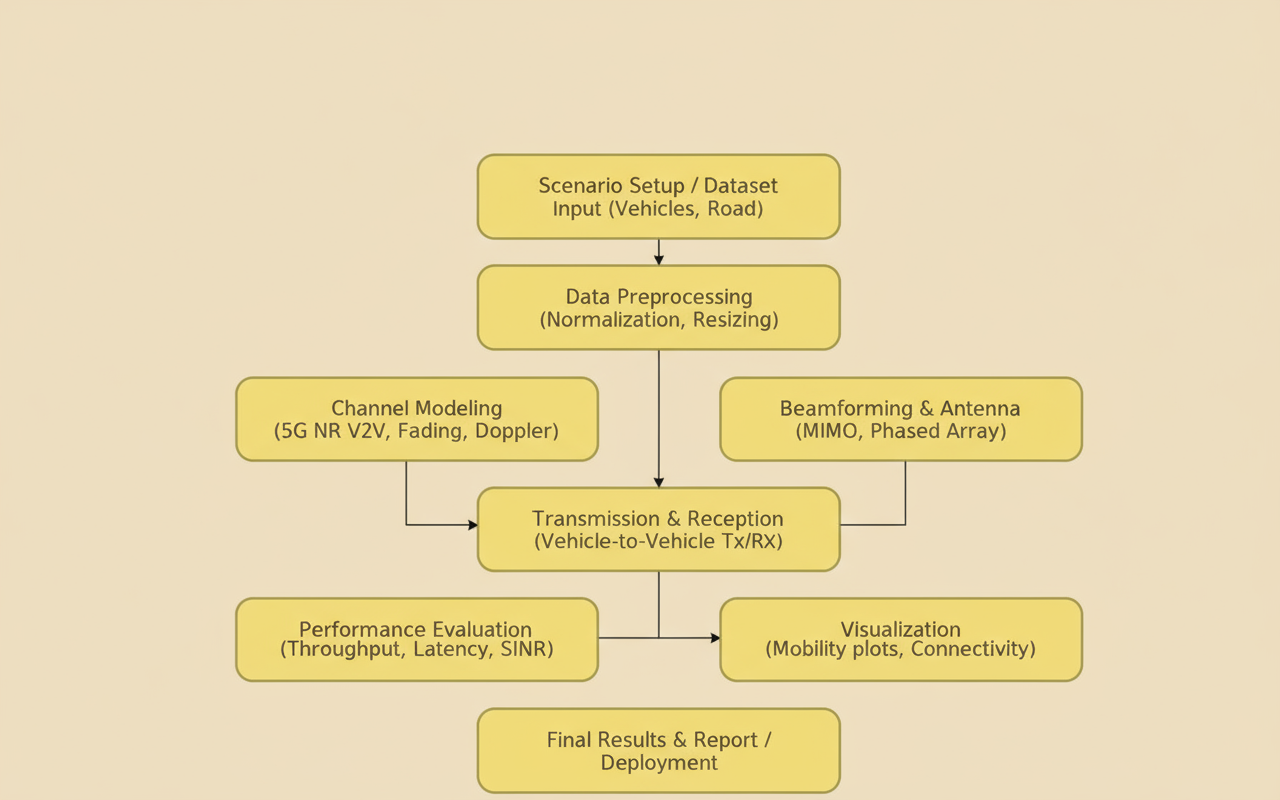 Scenario Setup / Dataset
Input (Vehicles, Road)
Data Preprocessing
(Normalization, Resizing)
Channel Modeling
(5G NR V2V, Fading, Doppler)
Beamforming & Antenna
(MIMO, Phased Array)
Transmission & Reception
(Vehicle-to-Vehicle Tx/RX)
Performance Evaluation
(Throughput, Latency, SINR)
Visualization
(Mobility plots, Connectivity)
Final Results & Report /
Deployment